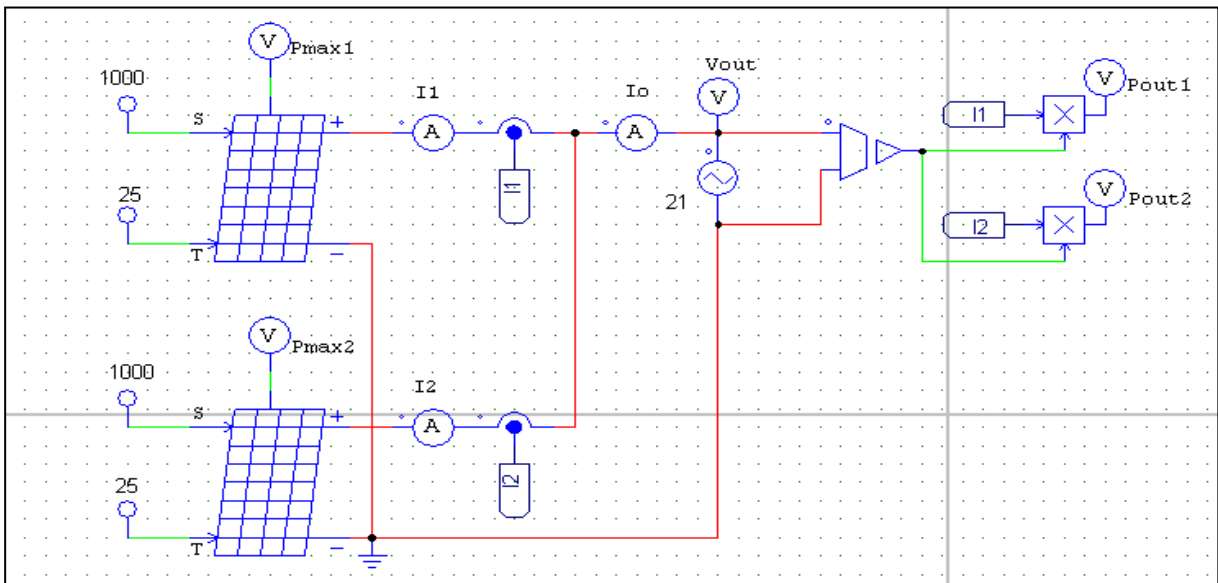 V
Pmax1
1000
S
+
I1
A
I1
Io
A
Vout
V
21
I1
V
Pout1
25
T
−
I2
V
Pout2
V
Pmax2
1000
S
+
I2
A
I2
25
T
−